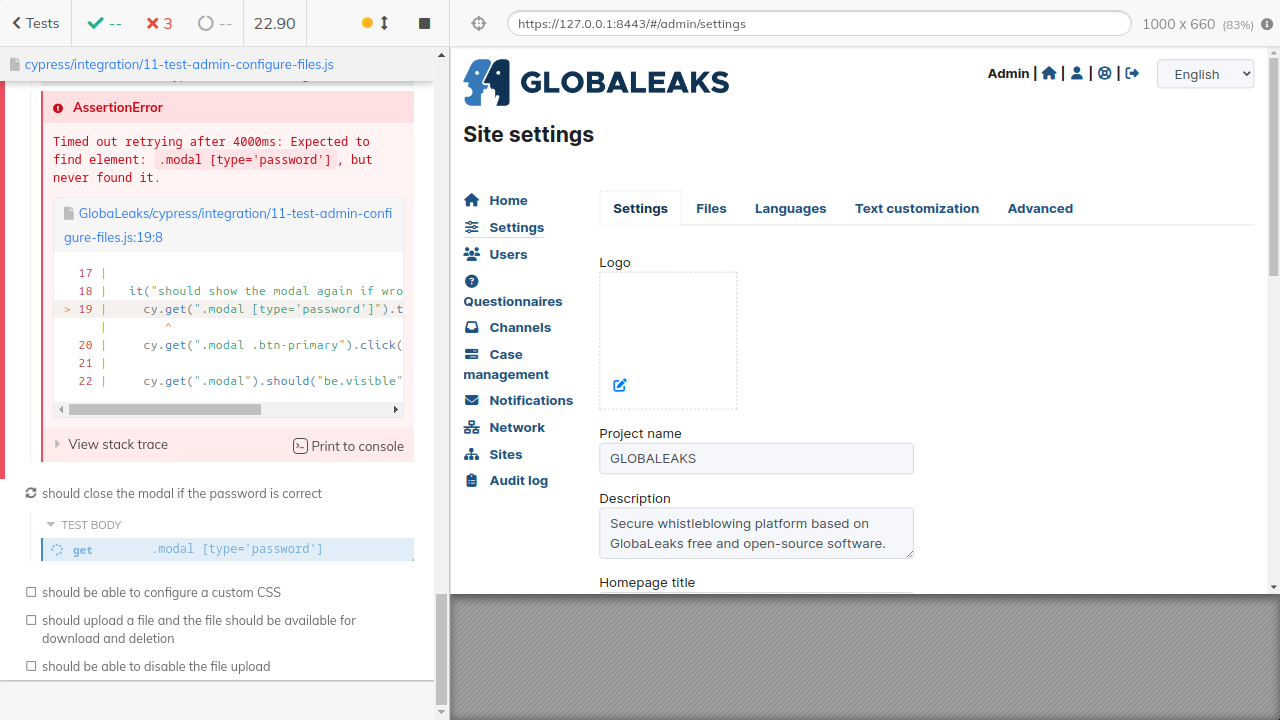 Tests
--
3
--
22.90
cypress/integration/11-test-admin-configure-files.js
AssertionError
Timed out retrying after 4000ms: Expected to
find element: .modal [type='password'], but
never found it.
GlobaLeaks/cypress/integration/11-test-admin-confi
gure-files.js:19:8
17 |
18 |   it("should show the modal again if wro
> 19 |     cy.get(".modal [type='password']").t
|        ^
20 |     cy.get(".modal .btn-primary").click(
21 |
22 |     cy.get(".modal").should("be.visible"
View stack trace
Print to console
should close the modal if the password is correct
TEST BODY
get .modal [type='password']
should be able to configure a custom CSS
should upload a file and the file should be available for
download and deletion
should be able to disable the file upload
https://127.0.0.1:8443/#/admin/settings
1000 x 660 (83%)
GLOBALEAKS
Admin | | | |
English
Site settings
Home
Settings
Users
Questionnaires
Channels
Case
management
Notifications
Network
Sites
Audit log
Settings Files Languages Text customization Advanced
Logo
Project name
GLOBALEAKS
Description
Secure whistleblowing platform based on
GlobaLeaks free and open-source software.
Homepage title